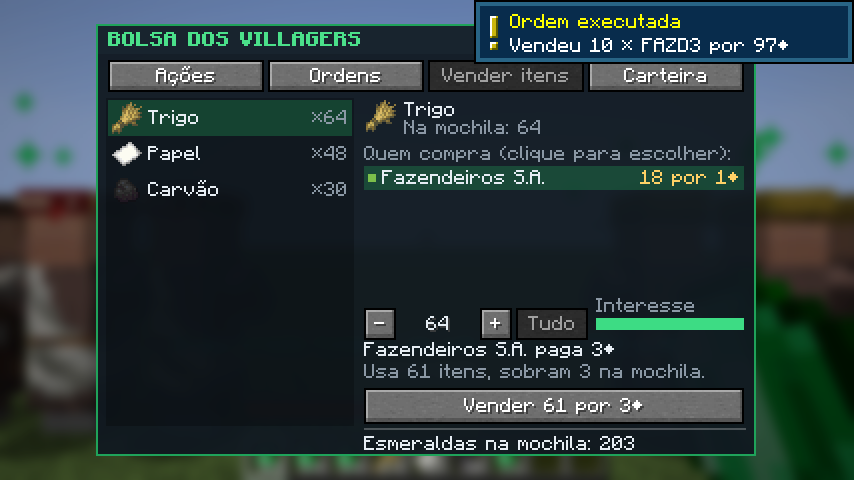 Ordem executada
Vendeu 10 × FAZD3 por 97♦
BOLSA DOS VILLAGERS
Ações
Ordens
Vender itens
Carteira
Trigo ×64
Papel ×48
Carvão ×30
Trigo
Na mochila: 64
Quem compra (clique para escolher):
Fazendeiros S.A. 18 por 1♦
Interesse
- 64 + Tudo
Fazendeiros S.A. paga 3♦
Usa 61 itens, sobram 3 na mochila.
Vender 61 por 3♦
Esmeraldas na mochila: 203